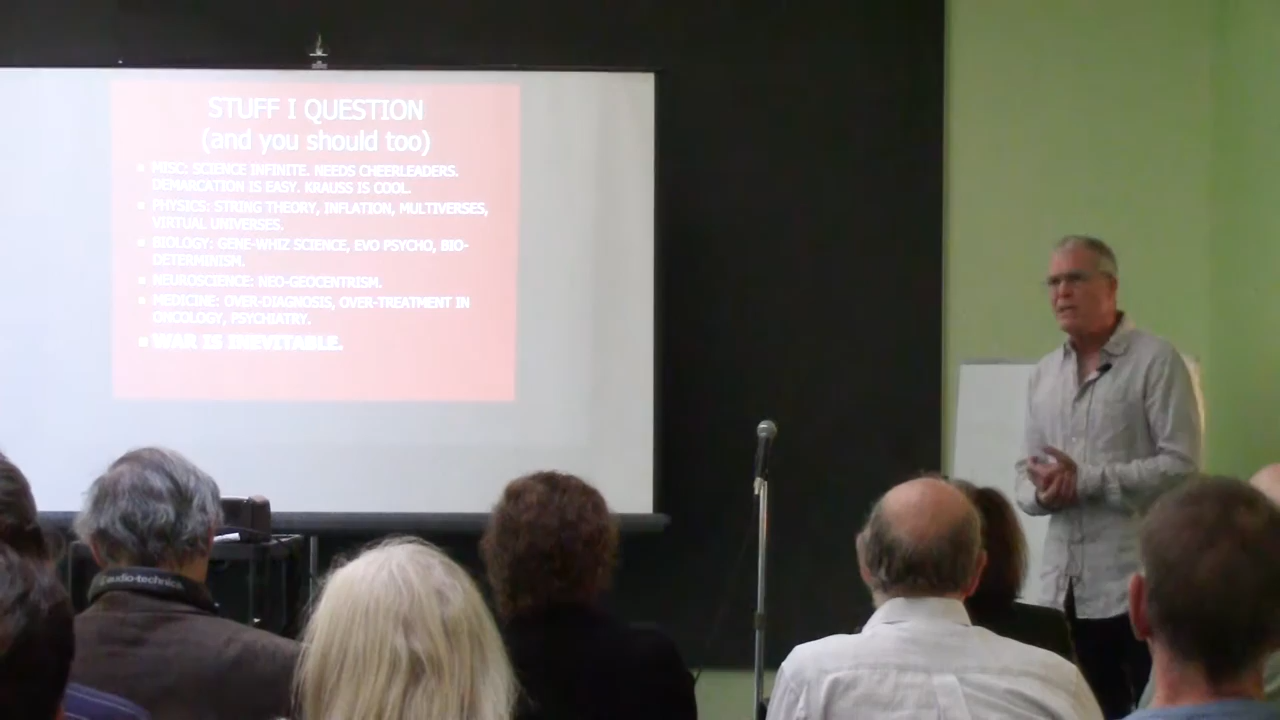 STUFF I QUESTION
(and you should too)
MISC: SCIENCE INFINITE. NEEDS CHEERLEADERS.
DEMARCATION IS EASY. KRAUSS IS COOL.
PHYSICS: STRING THEORY, INFLATION, MULTIVERSES,
VIRTUAL UNIVERSES.
BIOLOGY: GENE-WHIZ SCIENCE, EVO PSYCHO, BIO-
DETERMINISM.
NEUROSCIENCE: NEO-GEOCENTRISM.
MEDICINE: OVER-DIAGNOSIS, OVER-TREATMENT IN
ONCOLOGY, PSYCHIATRY.
WAR IS INEVITABLE.
audio-technica